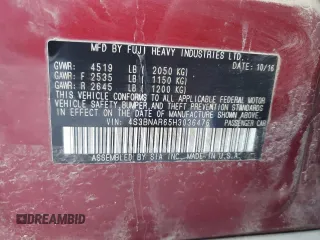 MFD BY FUJI HEAVY INDUSTRIES LTD.
DATE: 10/16
GVWR: 4519 LB ( 2050 KG)
GAWR: F 2535 LB ( 1150 KG)
GAWR: R 2645 LB ( 1200 KG)
THIS VEHICLE CONFORMS TO ALL APPLICABLE
FEDERAL MOTOR VEHICLE SAFETY, BUMPER, AND THEFT
PREVENTION STANDARDS IN EFFECT ON THE
DATE OF MANUFACTURE SHOWN ABOVE.
VIN: 4S3BNAR65H3036476
PASSENGER CAR
ASSEMBLED BY SIA INC. MADE IN U.S.A.
DREAMBID